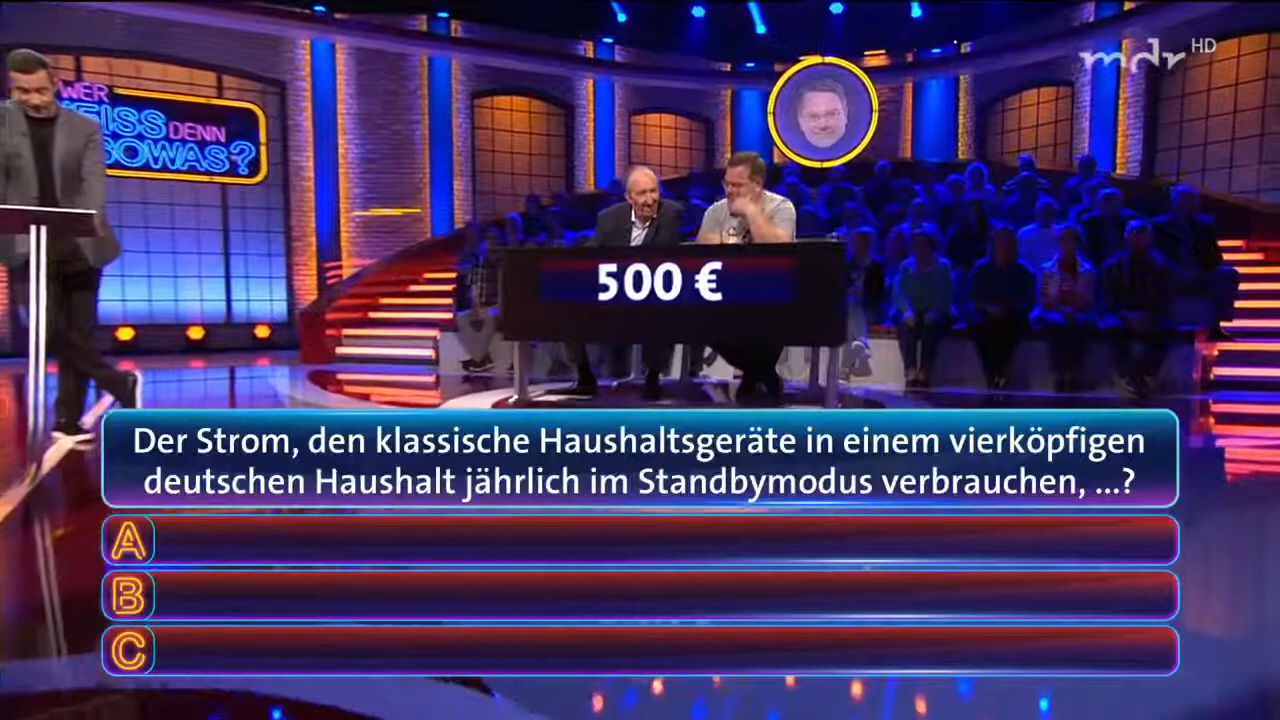 mdr HD
WER
WEISS DENN
SOWAS?
500 €
Der Strom, den klassische Haushaltsgeräte in einem vierköpfigen
deutschen Haushalt jährlich im Standbymodus verbrauchen, ...?
A
B
C